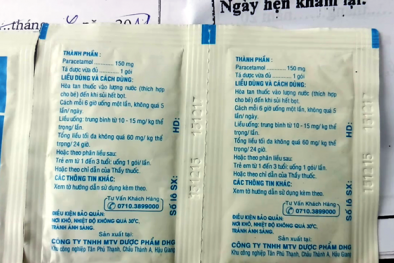 ...tháng
Ngày hẹn khám lại:
THÀNH PHẦN:
Paracetamol ........... 150 mg
Tá dược vừa đủ ........... 1 gói
LIỀU DÙNG VÀ CÁCH DÙNG:
Hòa tan thuốc vào lượng nước (thích hợp
cho bé) đến khi sủi hết bọt.
Cách mỗi 6 giờ uống một lần, không quá 5
lần/ ngày.
Liều uống: trung bình từ 10 - 15 mg/ kg thể
trọng/ lần.
Tổng liều tối đa không quá 60 mg/ kg thể
trọng/ 24 giờ.
Hoặc theo phân liều sau:
Trẻ em từ 1 đến 3 tuổi: uống 1 gói/ lần.
Hoặc theo chỉ dẫn của Thầy thuốc.
CÁC THÔNG TIN KHÁC:
Xem tờ hướng dẫn sử dụng kèm theo.
Tư Vấn Khách Hàng
0710.3899000
ĐIỀU KIỆN BẢO QUẢN:
NƠI KHÔ, NHIỆT ĐỘ KHÔNG QUÁ 30°C,
TRÁNH ÁNH SÁNG.
Sản xuất tại:
CÔNG TY TNHH MTV DƯỢC PHẨM DHG
Khu công nghiệp Tân Phú Thạnh, Châu Thành A, Hậu Giang
Số lô SX:
HD:
131215
131217
THÀNH PHẦN:
Paracetamol ........... 150 mg
Tá dược vừa đủ ........... 1 gói
LIỀU DÙNG VÀ CÁCH DÙNG:
Hòa tan thuốc vào lượng nước (thích hợp
cho bé) đến khi sủi hết bọt.
Cách mỗi 6 giờ uống một lần, không quá 5
lần/ ngày.
Liều uống: trung bình từ 10 - 15 mg/ kg thể
trọng/ lần.
Tổng liều tối đa không quá 60 mg/ kg thể
trọng/ 24 giờ.
Hoặc theo phân liều sau:
Trẻ em từ 1 đến 3 tuổi: uống 1 gói/ lần.
Hoặc theo chỉ dẫn của Thầy thuốc.
CÁC THÔNG TIN KHÁC:
Xem tờ hướng dẫn sử dụng kèm theo.
Tư Vấn Khách Hàng
0710.3899000
ĐIỀU KIỆN BẢO QUẢN:
NƠI KHÔ, NHIỆT ĐỘ KHÔNG QUÁ 30°C,
TRÁNH ÁNH SÁNG.
Sản xuất tại:
CÔNG TY TNHH MTV DƯỢC PHẨM DHG
Khu công nghiệp Tân Phú Thạnh, Châu Thành A, Hậu Giang
Số lô SX:
HD: